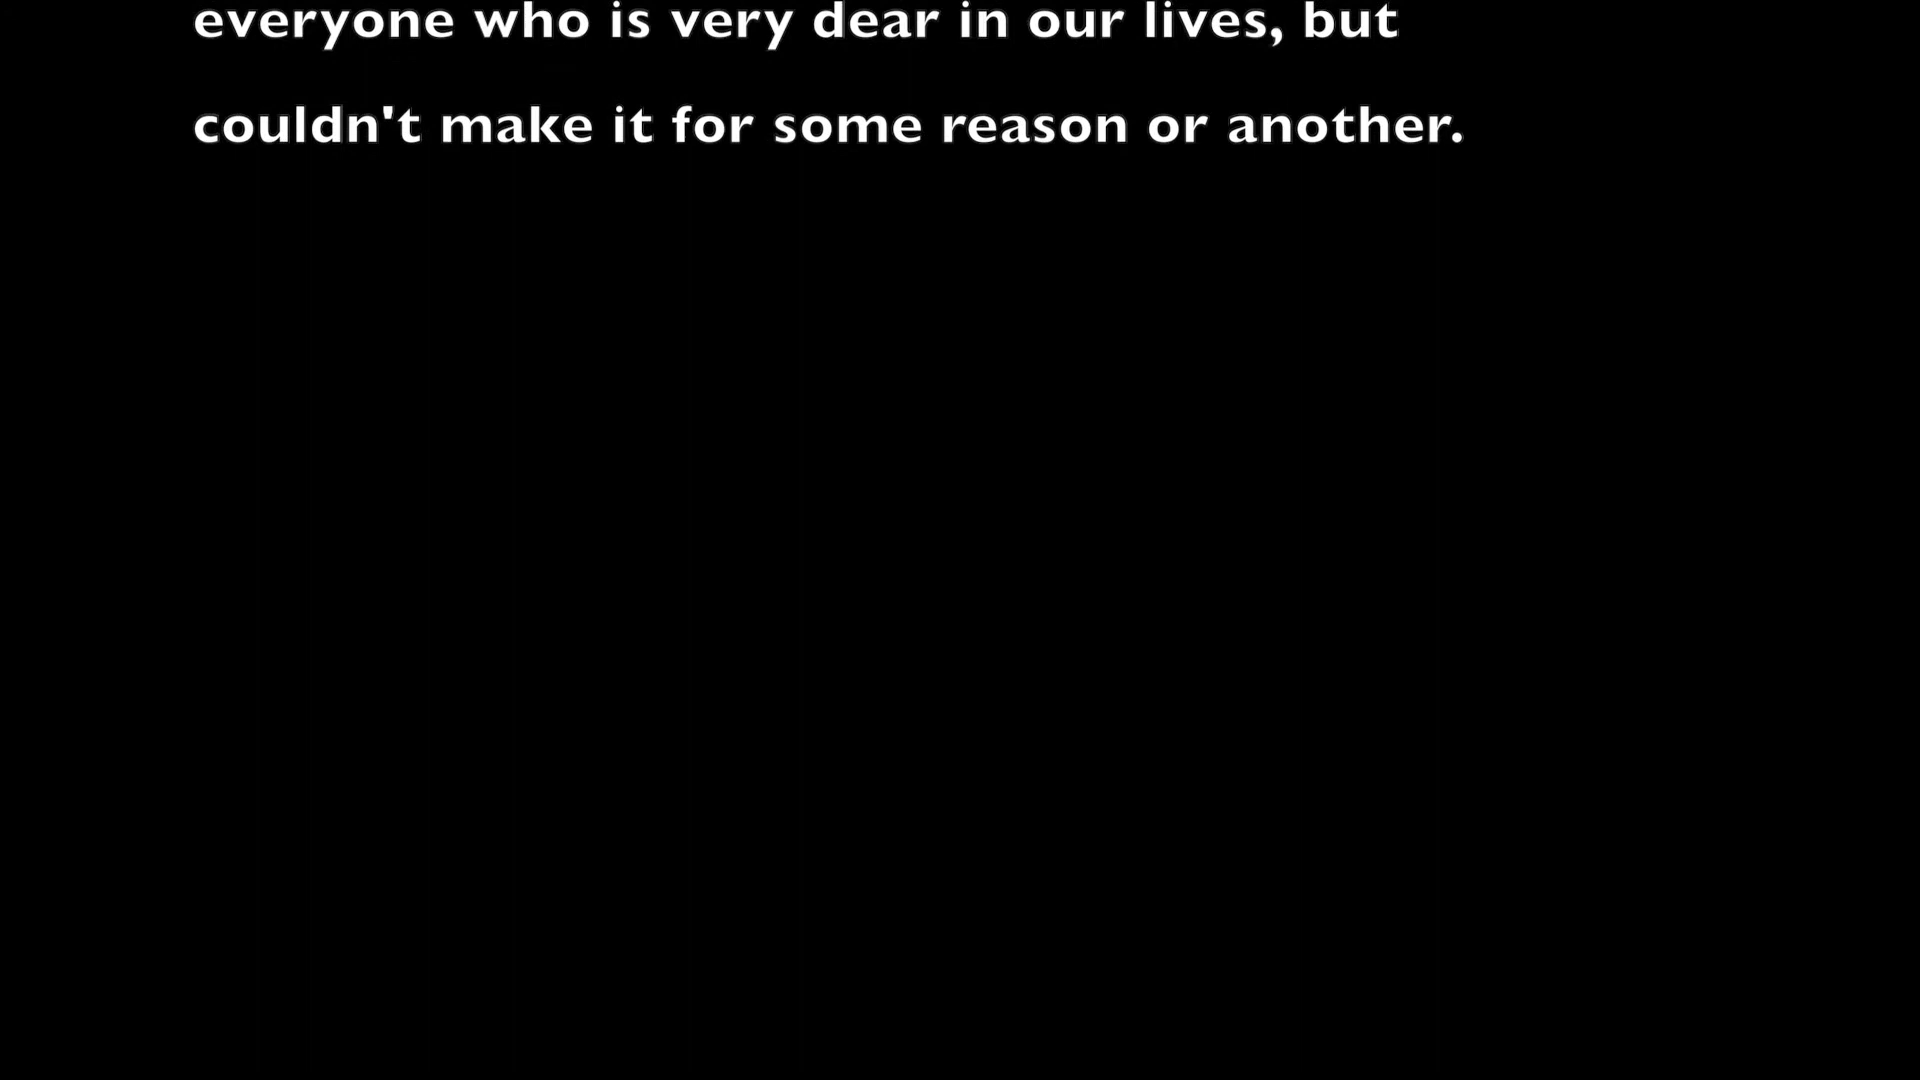 everyone who is very dear in our lives, but
couldn't make it for some reason or another.